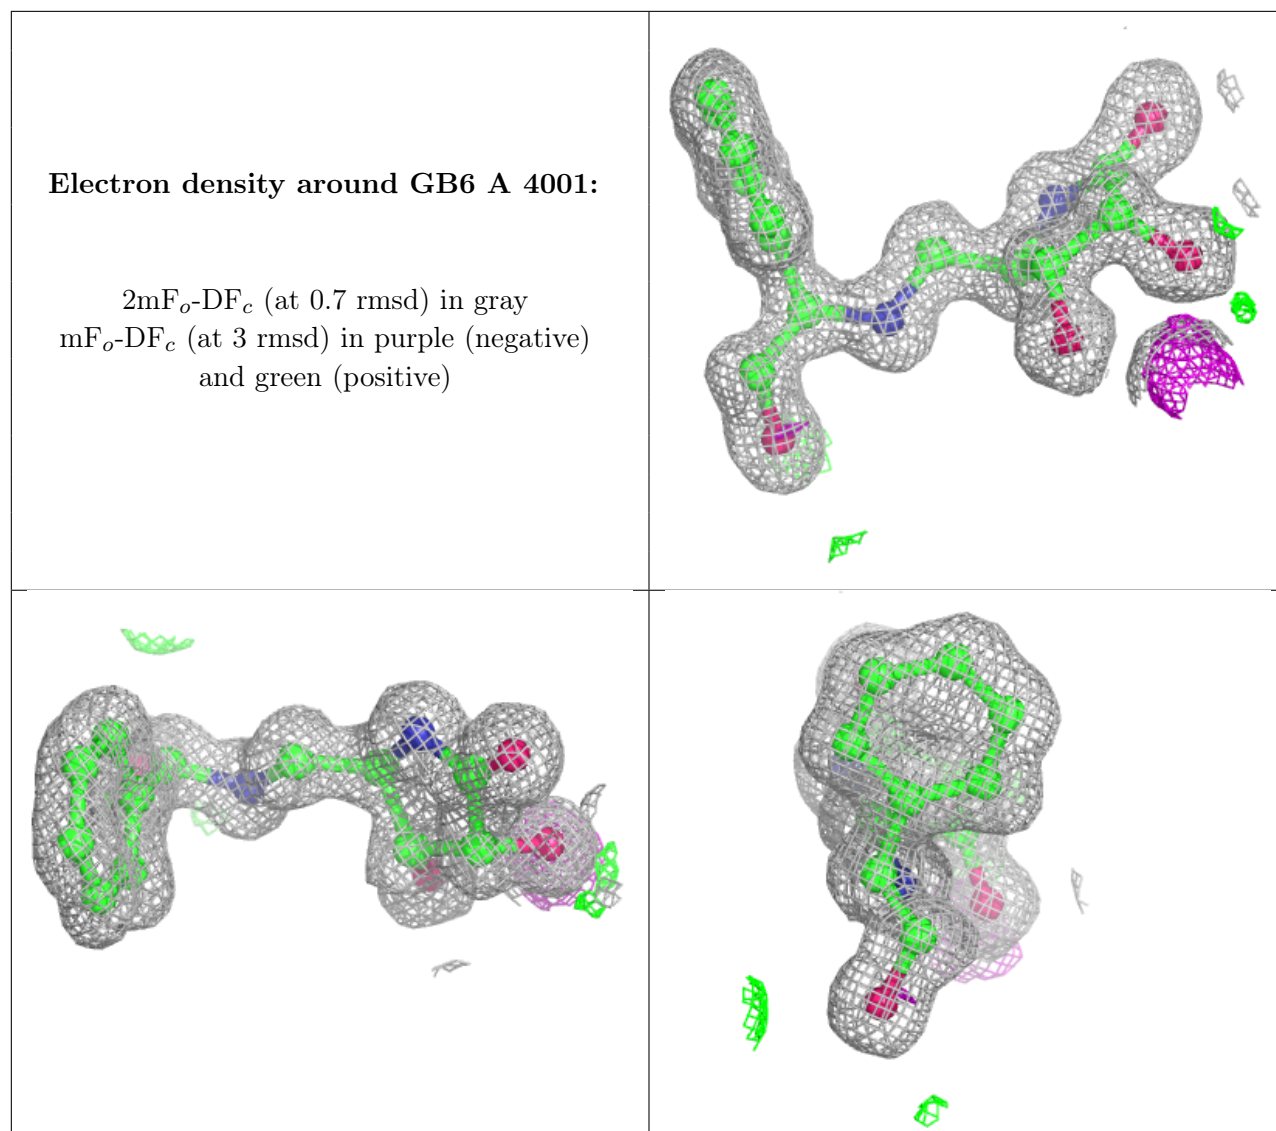 Electron density around GB6 A 4001:
2mFo-DFc (at 0.7 rmsd) in gray
mFo-DFc (at 3 rmsd) in purple (negative)
and green (positive)